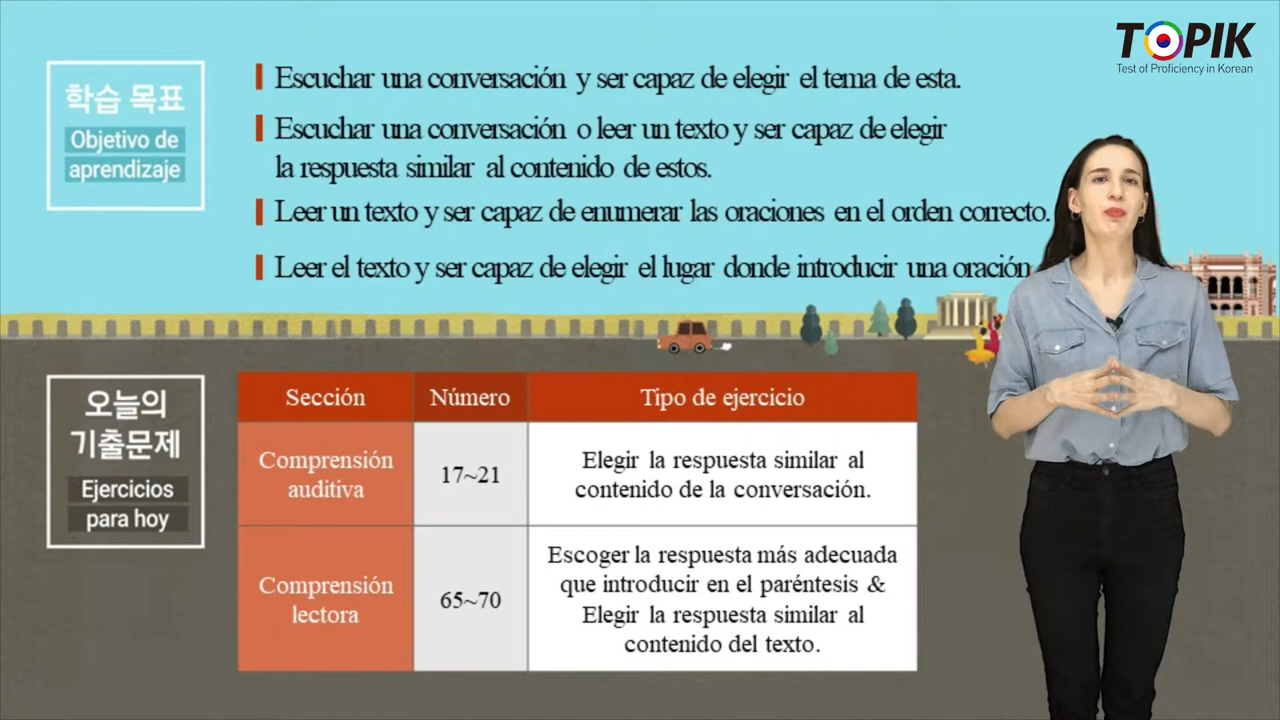 TOPIK
Test of Proficiency in Korean
학습 목표
Objetivo de
aprendizaje
Escuchar una conversación y ser capaz de elegir el tema de esta.
Escuchar una conversación o leer un texto y ser capaz de elegir
la respuesta similar al contenido de estos.
Leer un texto y ser capaz de enumerar las oraciones en el orden correcto.
Leer el texto y ser capaz de elegir el lugar donde introducir una oración
오늘의
기출문제
Ejercicios
para hoy
Sección
Número
Tipo de ejercicio
Comprensión
auditiva
17~21
Elegir la respuesta similar al
contenido de la conversación.
Comprensión
lectora
65~70
Escoger la respuesta más adecuada
que introducir en el paréntesis &
Elegir la respuesta similar al
contenido del texto.